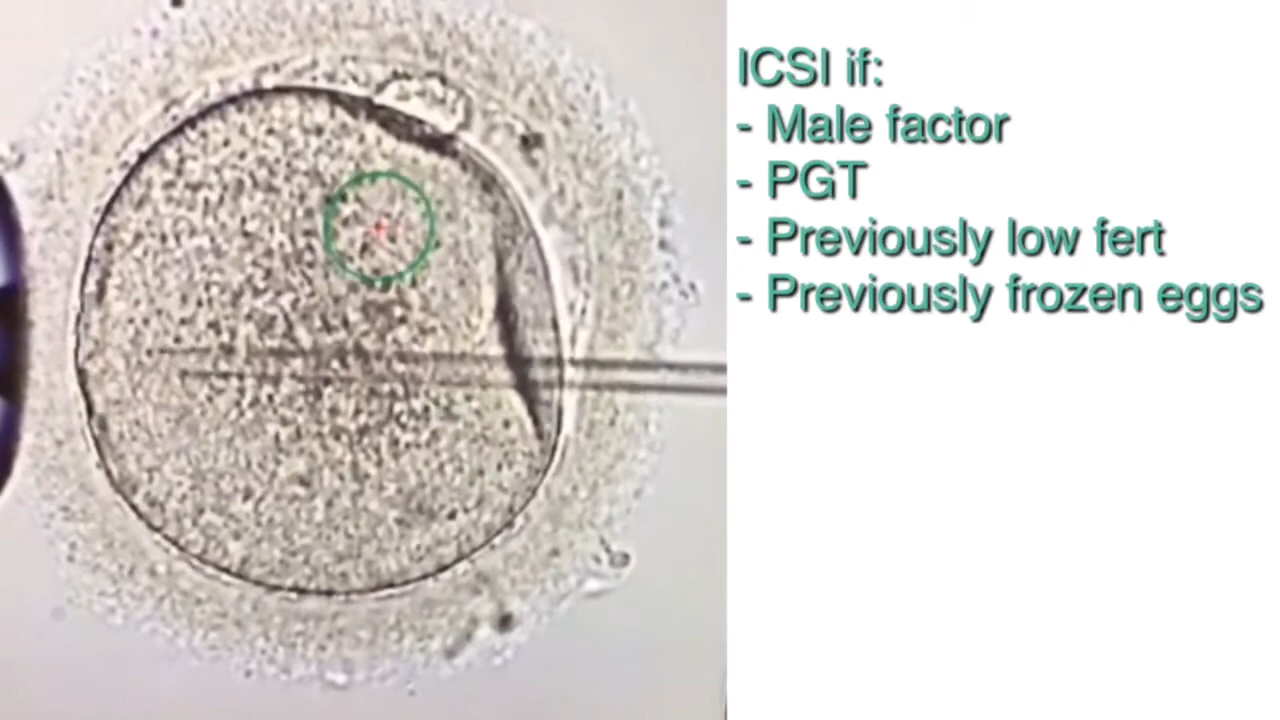 ICSI if:
- Male factor
- PGT
- Previously low fert
- Previously frozen eggs